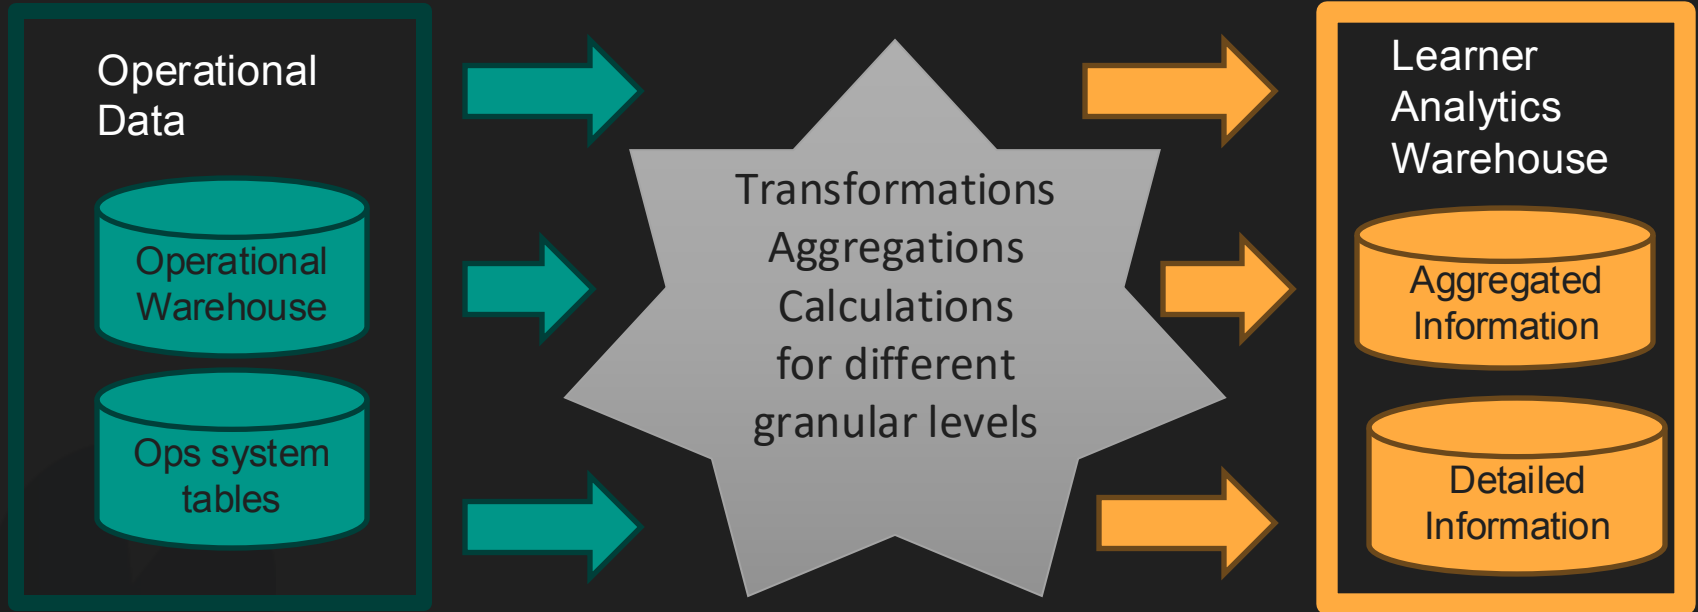 Operational
Data
Operational
Warehouse
Ops system
tables
Transformations
Aggregations
Calculations
for different
granular levels
Learner
Analytics
Warehouse
Aggregated
Information
Detailed
Information